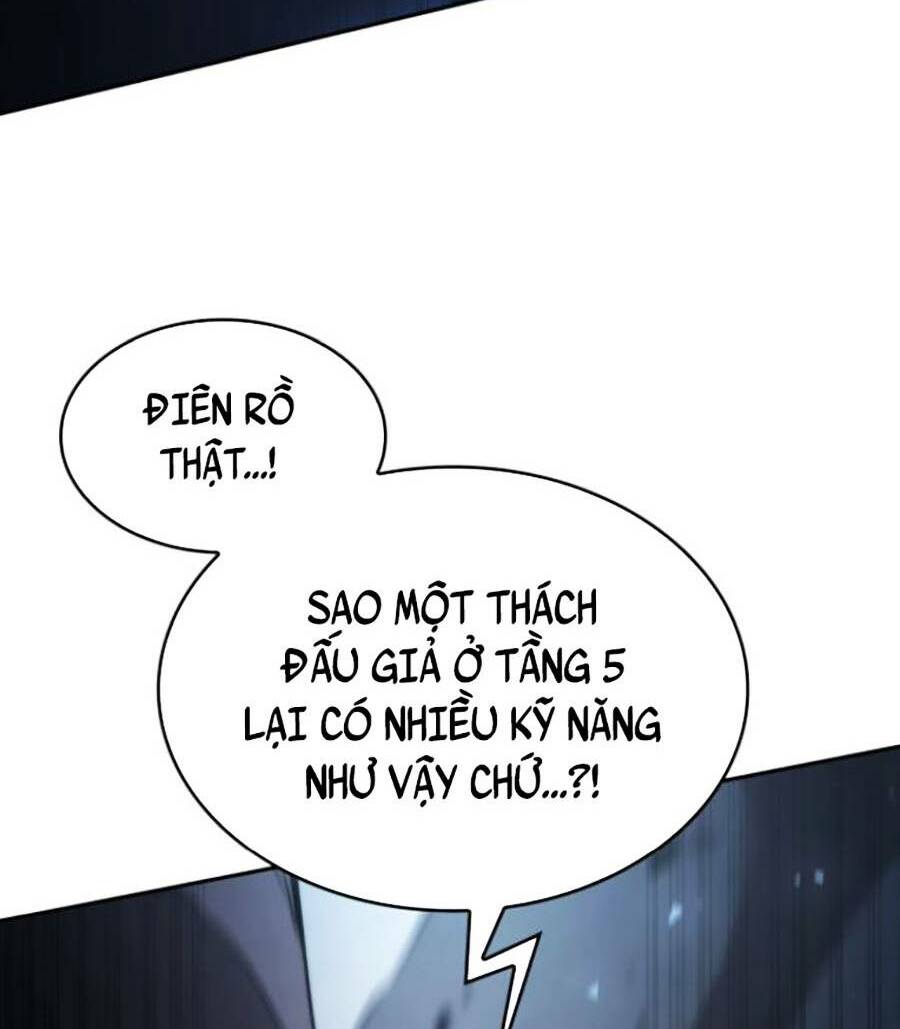 ĐIÊN RỒ
THẬT...!
SAO MỘT THÁCH
ĐẤU GIẢ Ở TẦNG 5
LẠI CÓ NHIỀU KỸ NĂNG
NHƯ VẬY CHỨ...?!